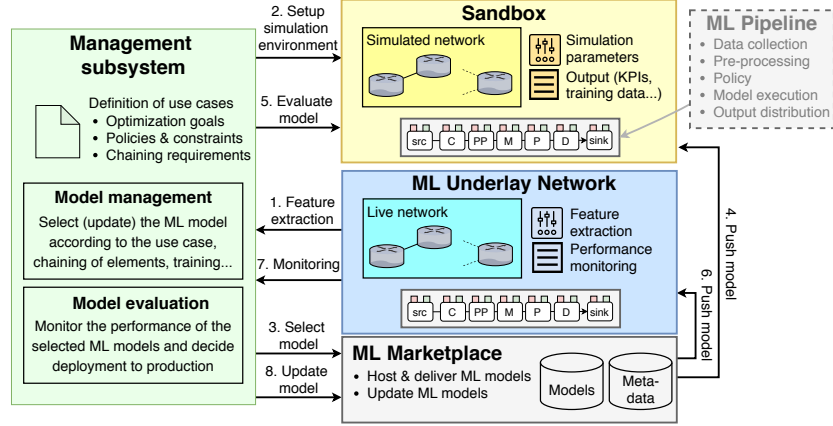 Management
subsystem
Definition of use cases
• Optimization goals
• Policies & constraints
• Chaining requirements
Model management
Select (update) the ML model
according to the use case,
chaining of elements, training...
Model evaluation
Monitor the performance of the
selected ML models and decide
deployment to production
2. Setup
simulation
environment
5. Evaluate
model
1. Feature
extraction
7. Monitoring
3. Select
model
8. Update
model
Sandbox
Simulated network
Simulation
parameters
Output (KPIs,
training data...)
src C PP M P D sink
ML Underlay Network
Live network
Feature
extraction
Performance
monitoring
src C PP M P D sink
ML Marketplace
• Host & deliver ML models
• Update ML models
Models
Meta-
data
6. Push model
4. Push model
ML Pipeline
• Data collection
• Pre-processing
• Policy
• Model execution
• Output distribution